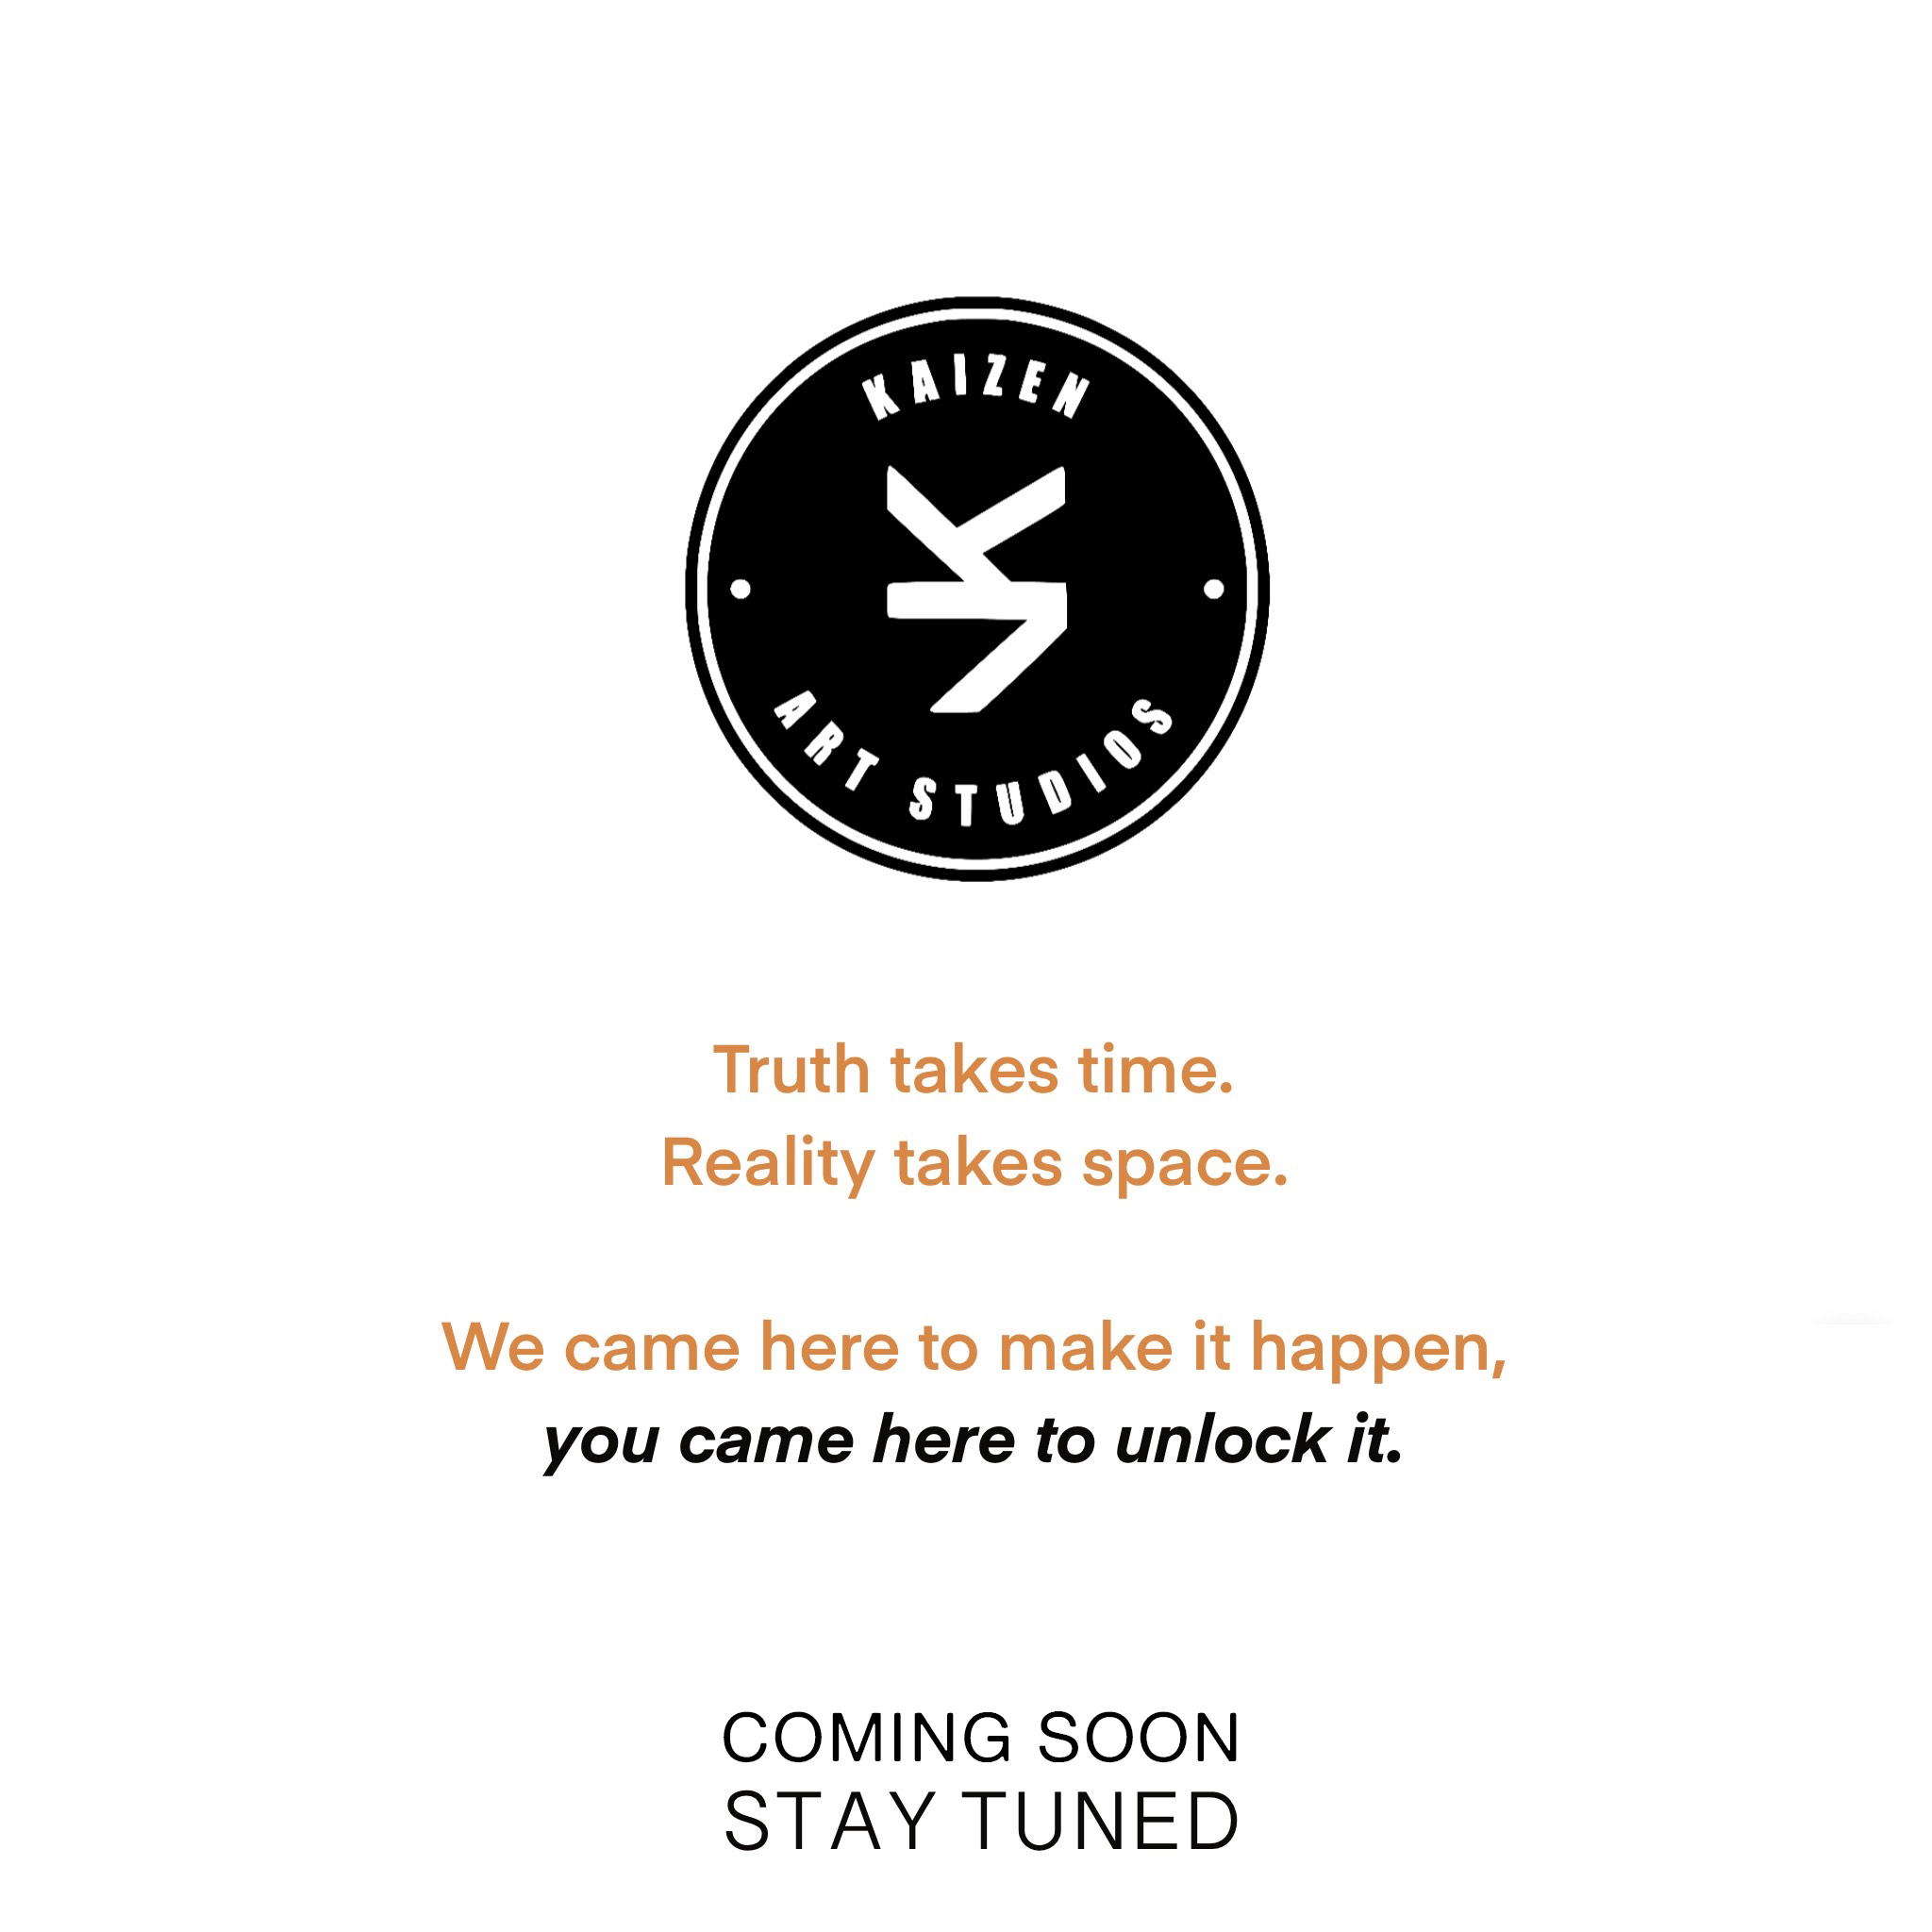 KAIZEN
ART STUDIOS
Truth takes time.
Reality takes space.
We came here to make it happen,
you came here to unlock it.
COMING SOON
STAY TUNED